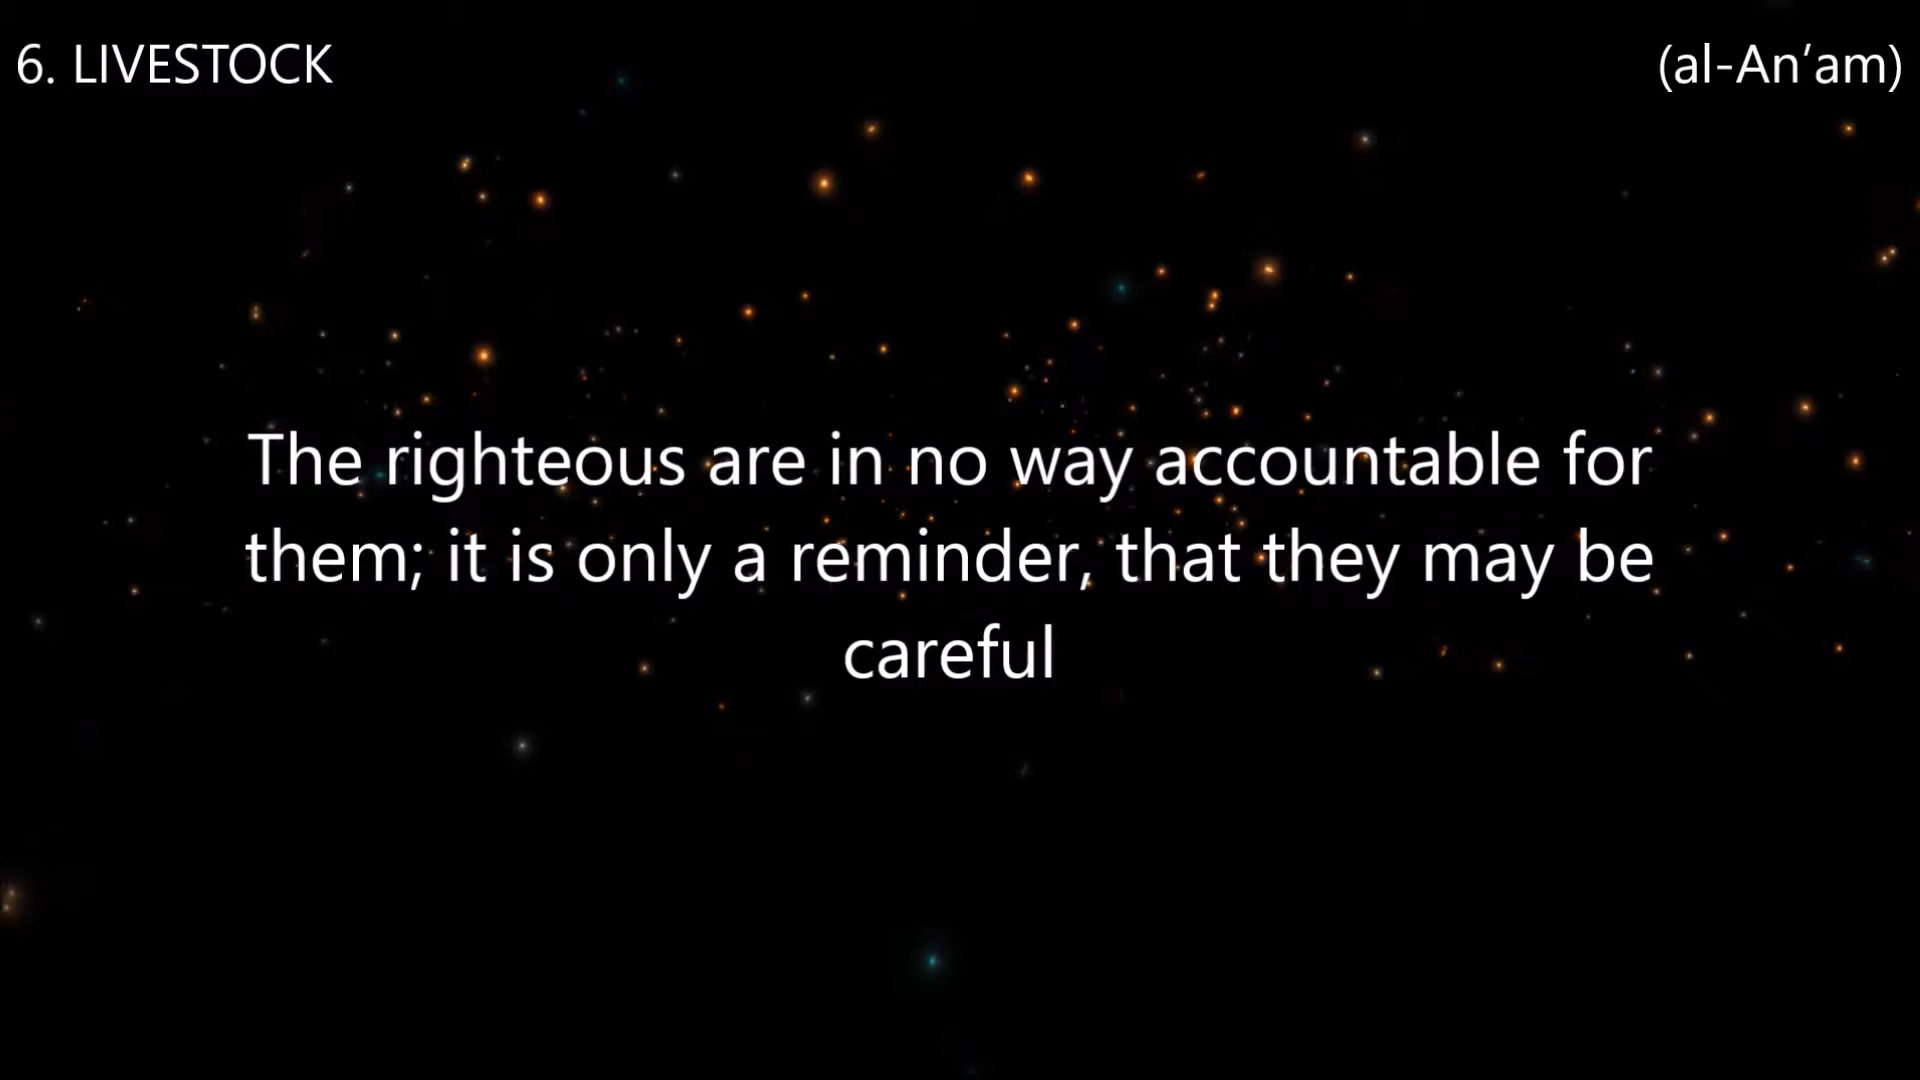 6. LIVESTOCK
(al-An’am)
The righteous are in no way accountable for
them; it is only a reminder, that they may be
careful